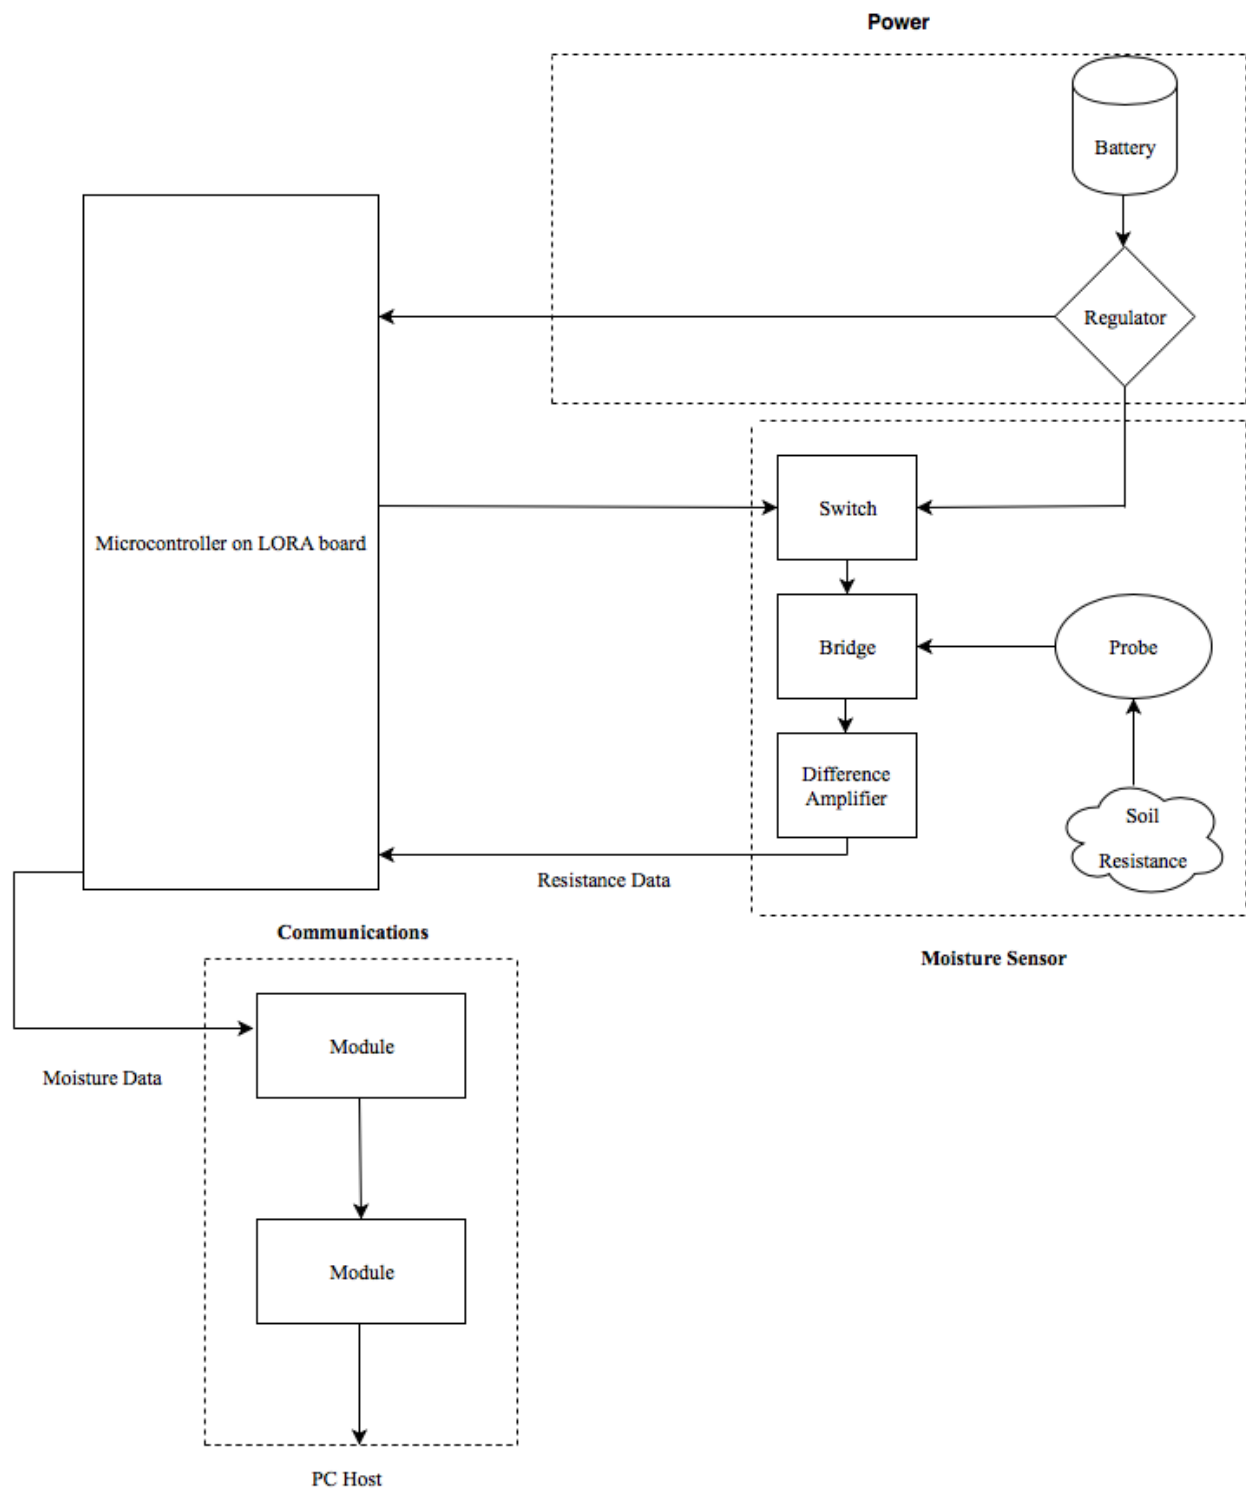 Power
Battery
Regulator
Switch
Microcontroller on LORA board
Bridge
Probe
Difference
Amplifier
Soil
Resistance
Resistance Data
Communications
Moisture Sensor
Module
Moisture Data
Module
PC Host